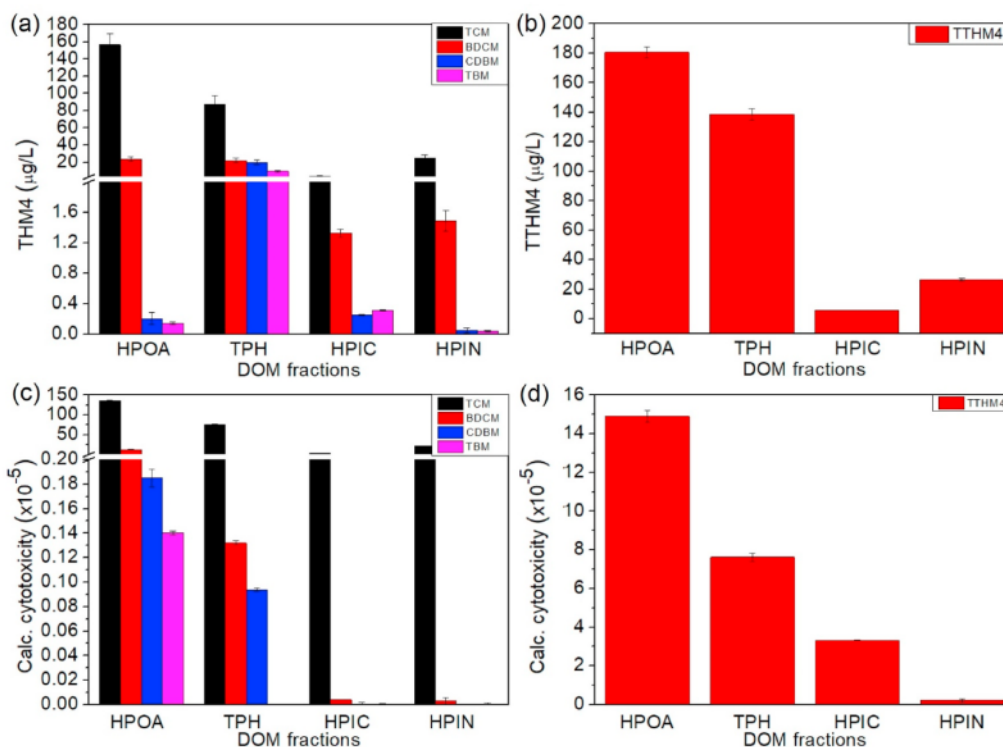 (a)
180
160
140
120
100
80
60
40
20
1.6
1.2
0.8
0.4
0.0
THM4 (µg/L)
TCM
BDCM
CDBM
TBM
HPOA TPH HPIC HPIN
DOM fractions
(b)
200
180
160
140
120
100
80
60
40
20
0
TTHM4 (µg/L)
TTHM4
HPOA TPH HPIC HPIN
DOM fractions
(c)
150
100
50
0.20
0.18
0.16
0.14
0.12
0.10
0.08
0.06
0.04
0.02
0.00
Calc. cytotoxicity (x10⁻⁵)
TCM
BDCM
CDBM
TBM
HPOA TPH HPIC HPIN
DOM fractions
(d)
16
14
12
10
8
6
4
2
0
Calc. cytotoxicity (x10⁻⁵)
TTHM4
HPOA TPH HPIC HPIN
DOM fractions